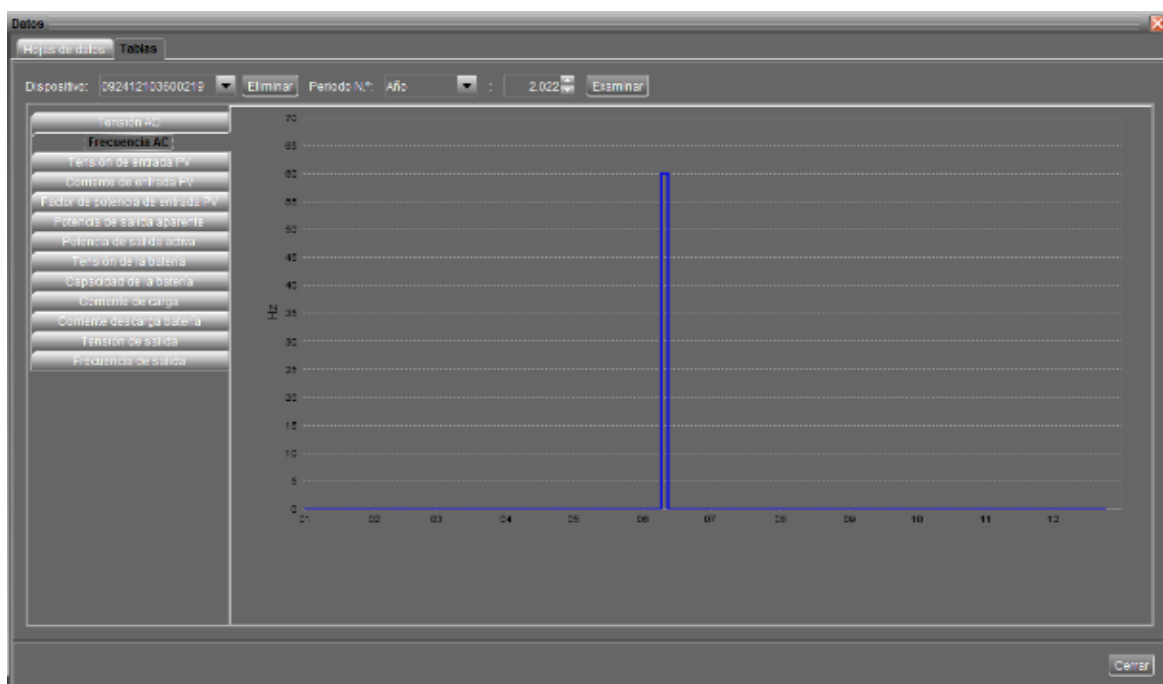 Datos
Hojas de datos Tablas
Dispositivo: 092412103600219 Eliminar Periodo N.º: Año : 2.022 Examinar
Tensión AC
Frecuencia AC
Tensión de entrada PV
Corriente de entrada PV
Factor de potencia de entrada PV
Potencia de salida aparente
Potencia de salida activa
Tensión de la batería
Capacidad de la batería
Corriente de carga
Corriente descarga batería
Tensión de salida
Frecuencia de salida
70
65
60
55
50
45
40
Hz
35
30
25
20
15
10
5
0
01 02 03 04 05 06 07 08 09 10 11 12
Cerrar